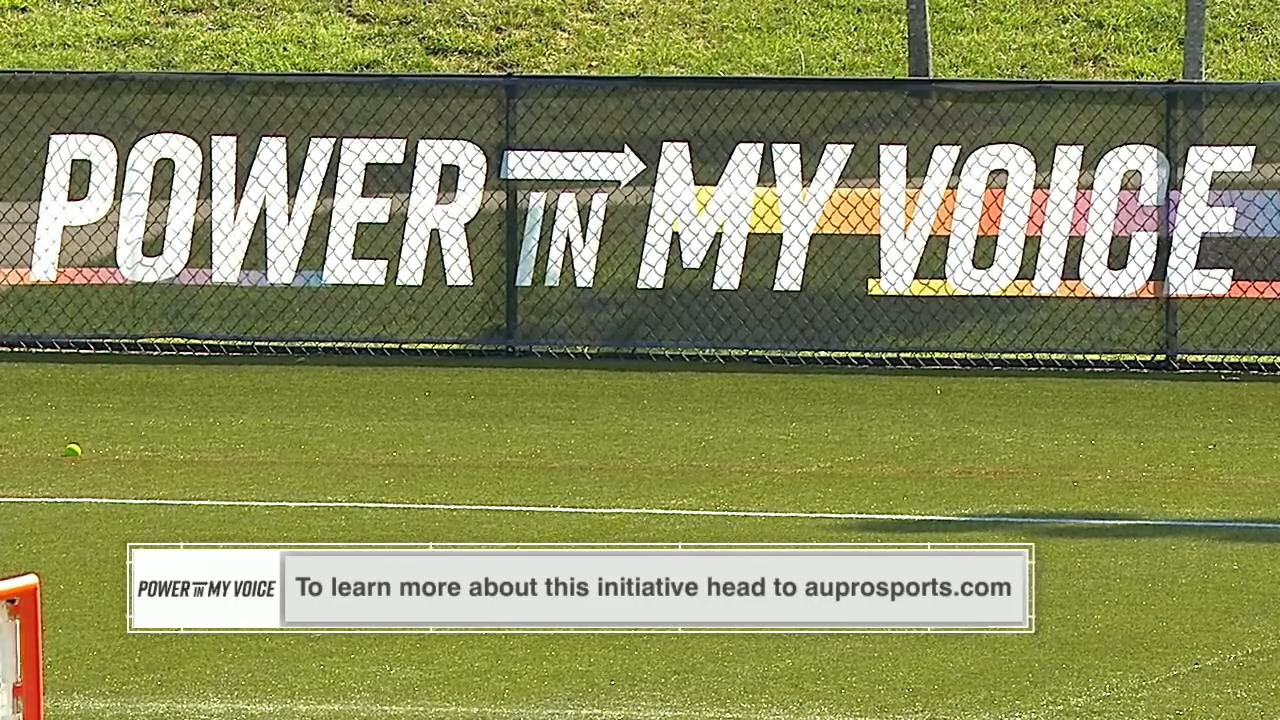 POWER IN MY VOICE
POWER IN MY VOICE
To learn more about this initiative head to auprosports.com